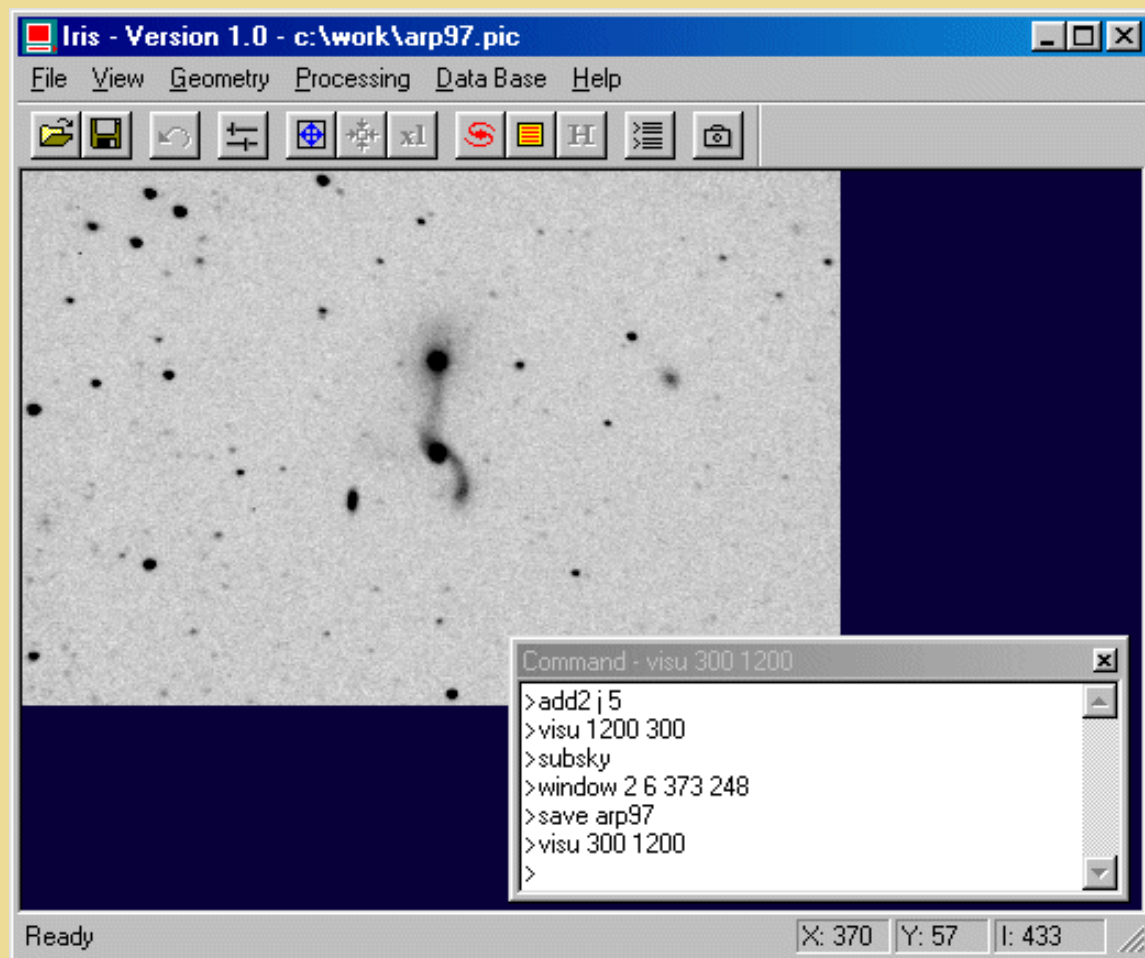 Iris - Version 1.0 - c:\work\arp97.pic
File View Geometry Processing Data Base Help
x1 H
Command - visu 300 1200
>add2 j 5
>visu 1200 300
>subsky
>window 2 6 373 248
>save arp97
>visu 300 1200
>
Ready X: 370 Y: 57 I: 433